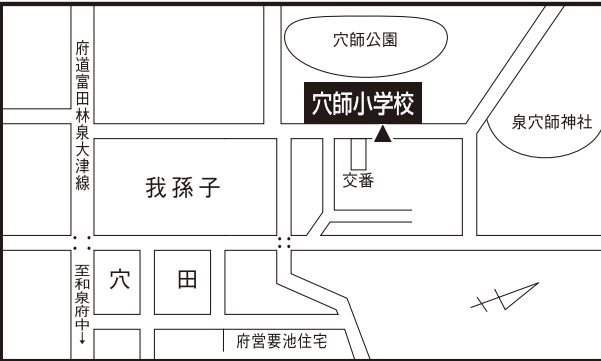 穴師公園
穴師小学校
▲
府道富田林泉大津線
泉穴師神社
交番
我孫子
穴田
至和泉府中↓
府営要池住宅